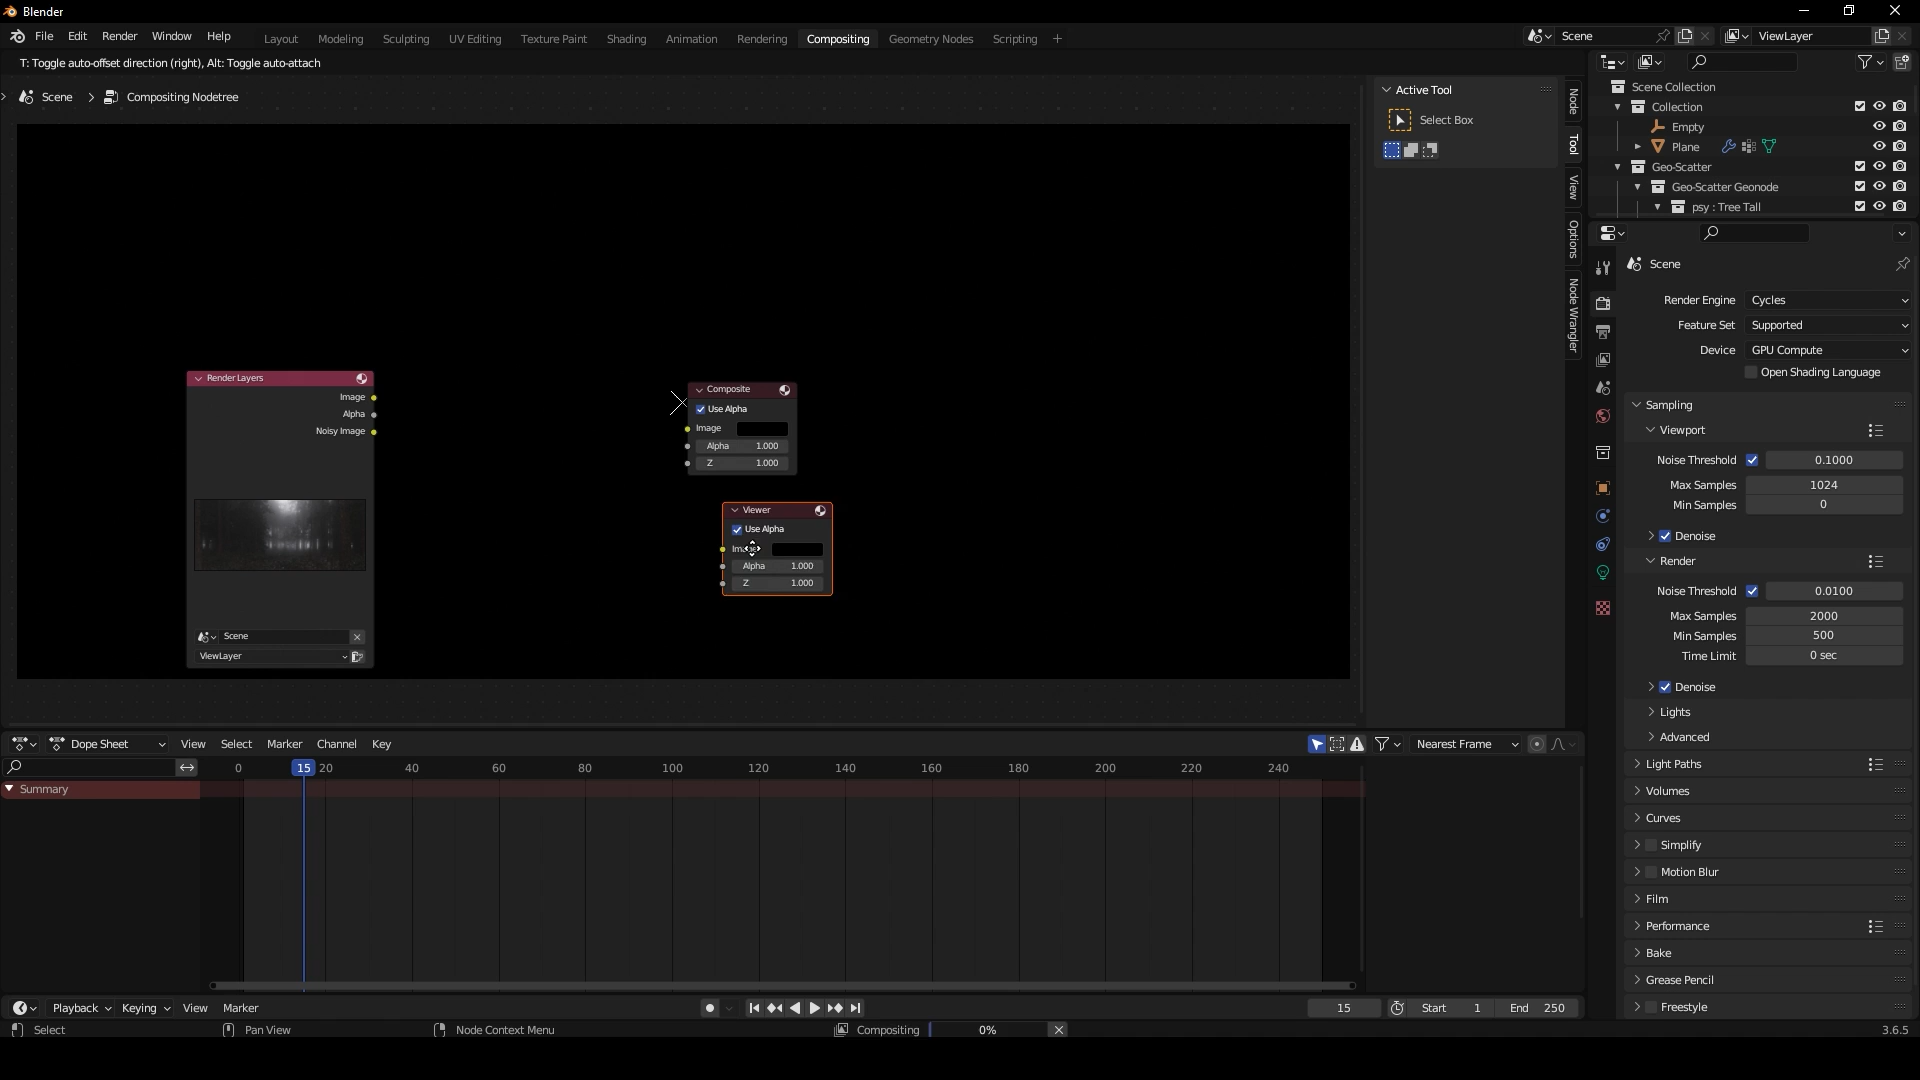 Blender
File Edit Render Window Help
Layout Modeling Sculpting UV Editing Texture Paint Shading Animation Rendering Compositing Geometry Nodes Scripting +
Scene
ViewLayer
T: Toggle auto-offset direction (right), Alt: Toggle auto-attach
Scene > Compositing Nodetree
Active Tool
Select Box
Node
Tool
View
Options
Node Wrangler
Scene Collection
Collection
Empty
Plane
Geo-Scatter
Geo-Scatter Geonode
psy : Tree Tall
Render Layers
Image
Alpha
Noisy Image
Scene
ViewLayer
Composite
Use Alpha
Image
Alpha 1.000
Z 1.000
Viewer
Use Alpha
Alpha 1.000
Z 1.000
Scene
Render Engine Cycles
Feature Set Supported
Device GPU Compute
Open Shading Language
Sampling
Viewport
Noise Threshold 0.1000
Max Samples 1024
Min Samples 0
Denoise
Render
Noise Threshold 0.0100
Max Samples 2000
Min Samples 500
Time Limit 0 sec
Denoise
Lights
Advanced
Light Paths
Volumes
Curves
Simplify
Motion Blur
Film
Performance
Bake
Grease Pencil
Freestyle
Dope Sheet View Select Marker Channel Key
Nearest Frame
0 15 20 40 60 80 100 120 140 160 180 200 220 240
Summary
Playback Keying View Marker
15 Start 1 End 250
Select Pan View Node Context Menu Compositing 0% 3.6.5